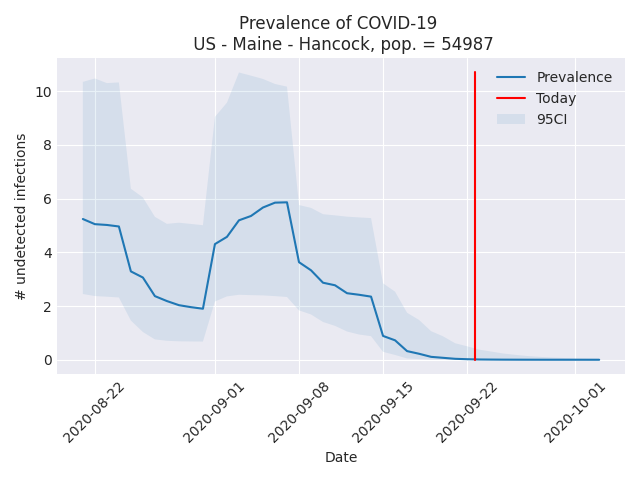 Prevalence of COVID-19
US - Maine - Hancock, pop. = 54987
Prevalence
Today
95CI
10
8
6
4
2
0
# undetected infections
2020-08-22
2020-09-01
2020-09-08
2020-09-15
2020-09-22
2020-10-01
Date